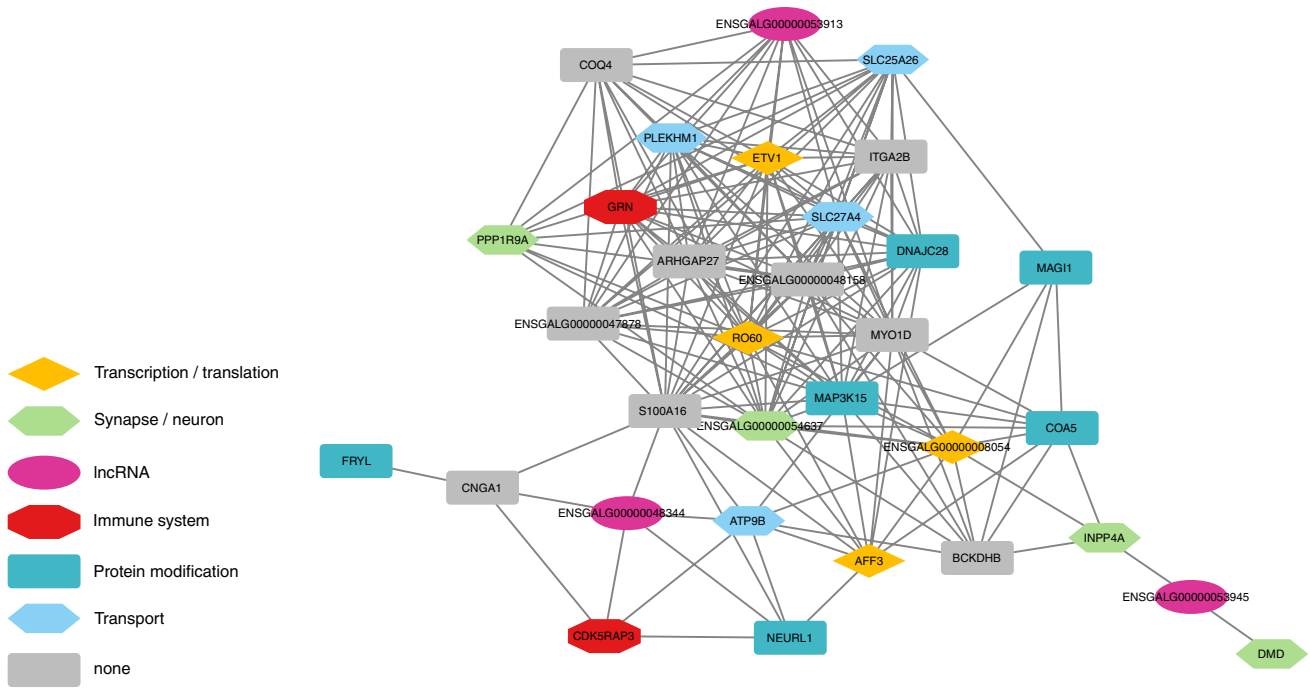 ENSGALG00000053913
SLC25A26
COQ4
PLEKHM1
ETV1
ITGA2B
GRN
SLC27A4
PPP1R9A
DNAJC28
ARHGAP27
MAGI1
ENSGALG00000048158
ENSGALG00000047878
RO60
MYO1D
Transcription / translation
MAP3K15
S100A16
Synapse / neuron
ENSGALG00000054637
COA5
ENSGALG00000008054
FRYL
lncRNA
CNGA1
ENSGALG00000048344
Immune system
ATP9B
INPP4A
BCKDHB
AFF3
Protein modification
ENSGALG00000053945
Transport
CDK5RAP3
NEURL1
DMD
none